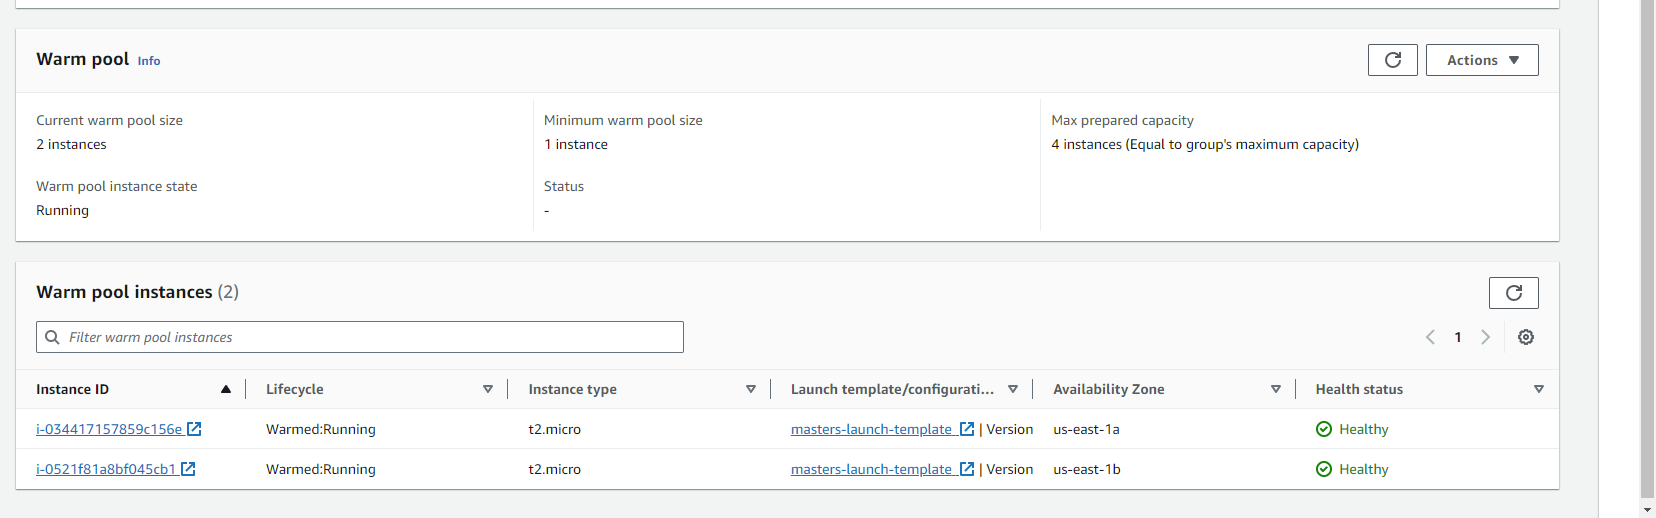 Warm pool Info
Actions
Current warm pool size
2 instances
Minimum warm pool size
1 instance
Max prepared capacity
4 instances (Equal to group's maximum capacity)
Warm pool instance state
Running
Status
-
Warm pool instances (2)
Filter warm pool instances
1
Instance ID Lifecycle Instance type Launch template/configurati... Availability Zone Health status
i-034417157859c156e Warmed:Running t2.micro masters-launch-template | Version us-east-1a Healthy
i-0521f81a8bf045cb1 Warmed:Running t2.micro masters-launch-template | Version us-east-1b Healthy